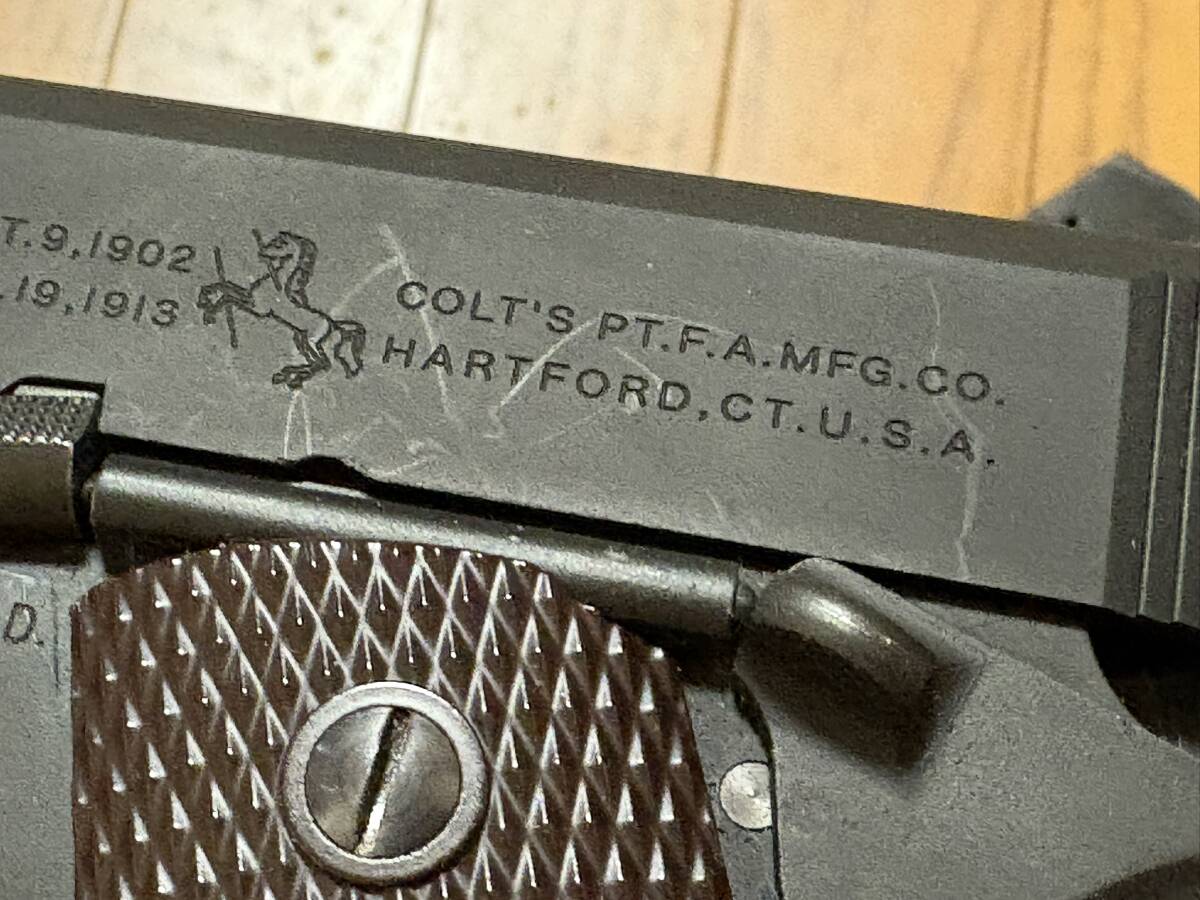 T.9,1902
.19,1913
COLT'S PT.F.A.MFG.CO.
HARTFORD,CT.U.S.A.
D.